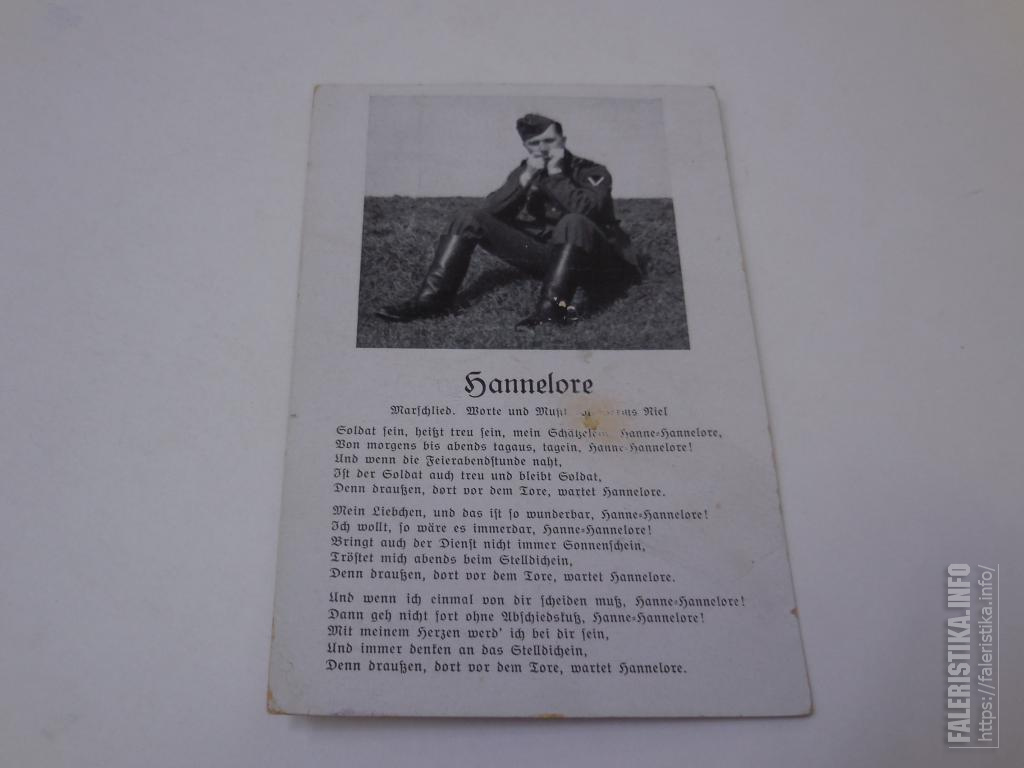 Hannelore
Marschlied. Worte und Musik Niel
Soldat sein, heißt treu sein, mein Schätzelein, Hanne-Hannelore,
Von morgens bis abends tagaus, tagein, Hanne-Hannelore!
Und wenn die Feierabendstunde naht,
Ist der Soldat auch treu und bleibt Soldat,
Denn draußen, dort vor dem Tore, wartet Hannelore.
Mein Liebchen, und das ist so wunderbar, Hanne-Hannelore!
Ich wollt, so wäre es immerdar, Hanne-Hannelore!
Bringt auch der Dienst nicht immer Sonnenschein,
Tröstet mich abends beim Stelldichein,
Denn draußen, dort vor dem Tore, wartet Hannelore.
Und wenn ich einmal von dir scheiden muß, Hanne-Hannelore!
Dann geh nicht fort ohne Abschiedskuß, Hanne-Hannelore!
Mit meinem Herzen werd' ich bei dir sein,
Und immer denken an das Stelldichein,
Denn draußen, dort vor dem Tore, wartet Hannelore.
FALERISTIKA.INFO
https://faleristika.info/